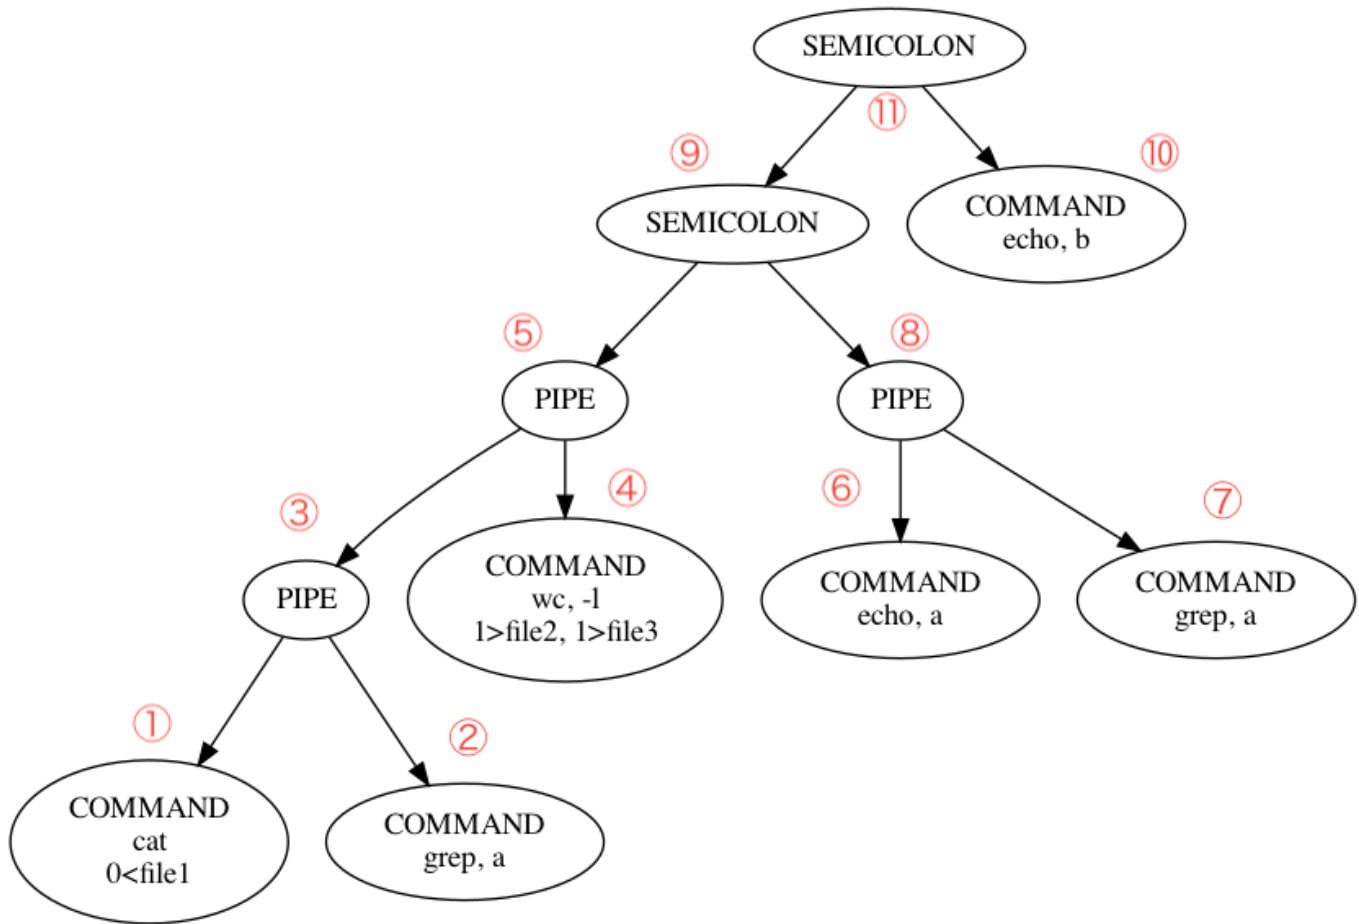 SEMICOLON
⑪
⑨
⑩
SEMICOLON
COMMAND
echo, b
⑤
⑧
PIPE
PIPE
③
④
⑥
⑦
PIPE
COMMAND
wc, -l
1>file2, 1>file3
COMMAND
echo, a
COMMAND
grep, a
①
②
COMMAND
cat
0<file1
COMMAND
grep, a